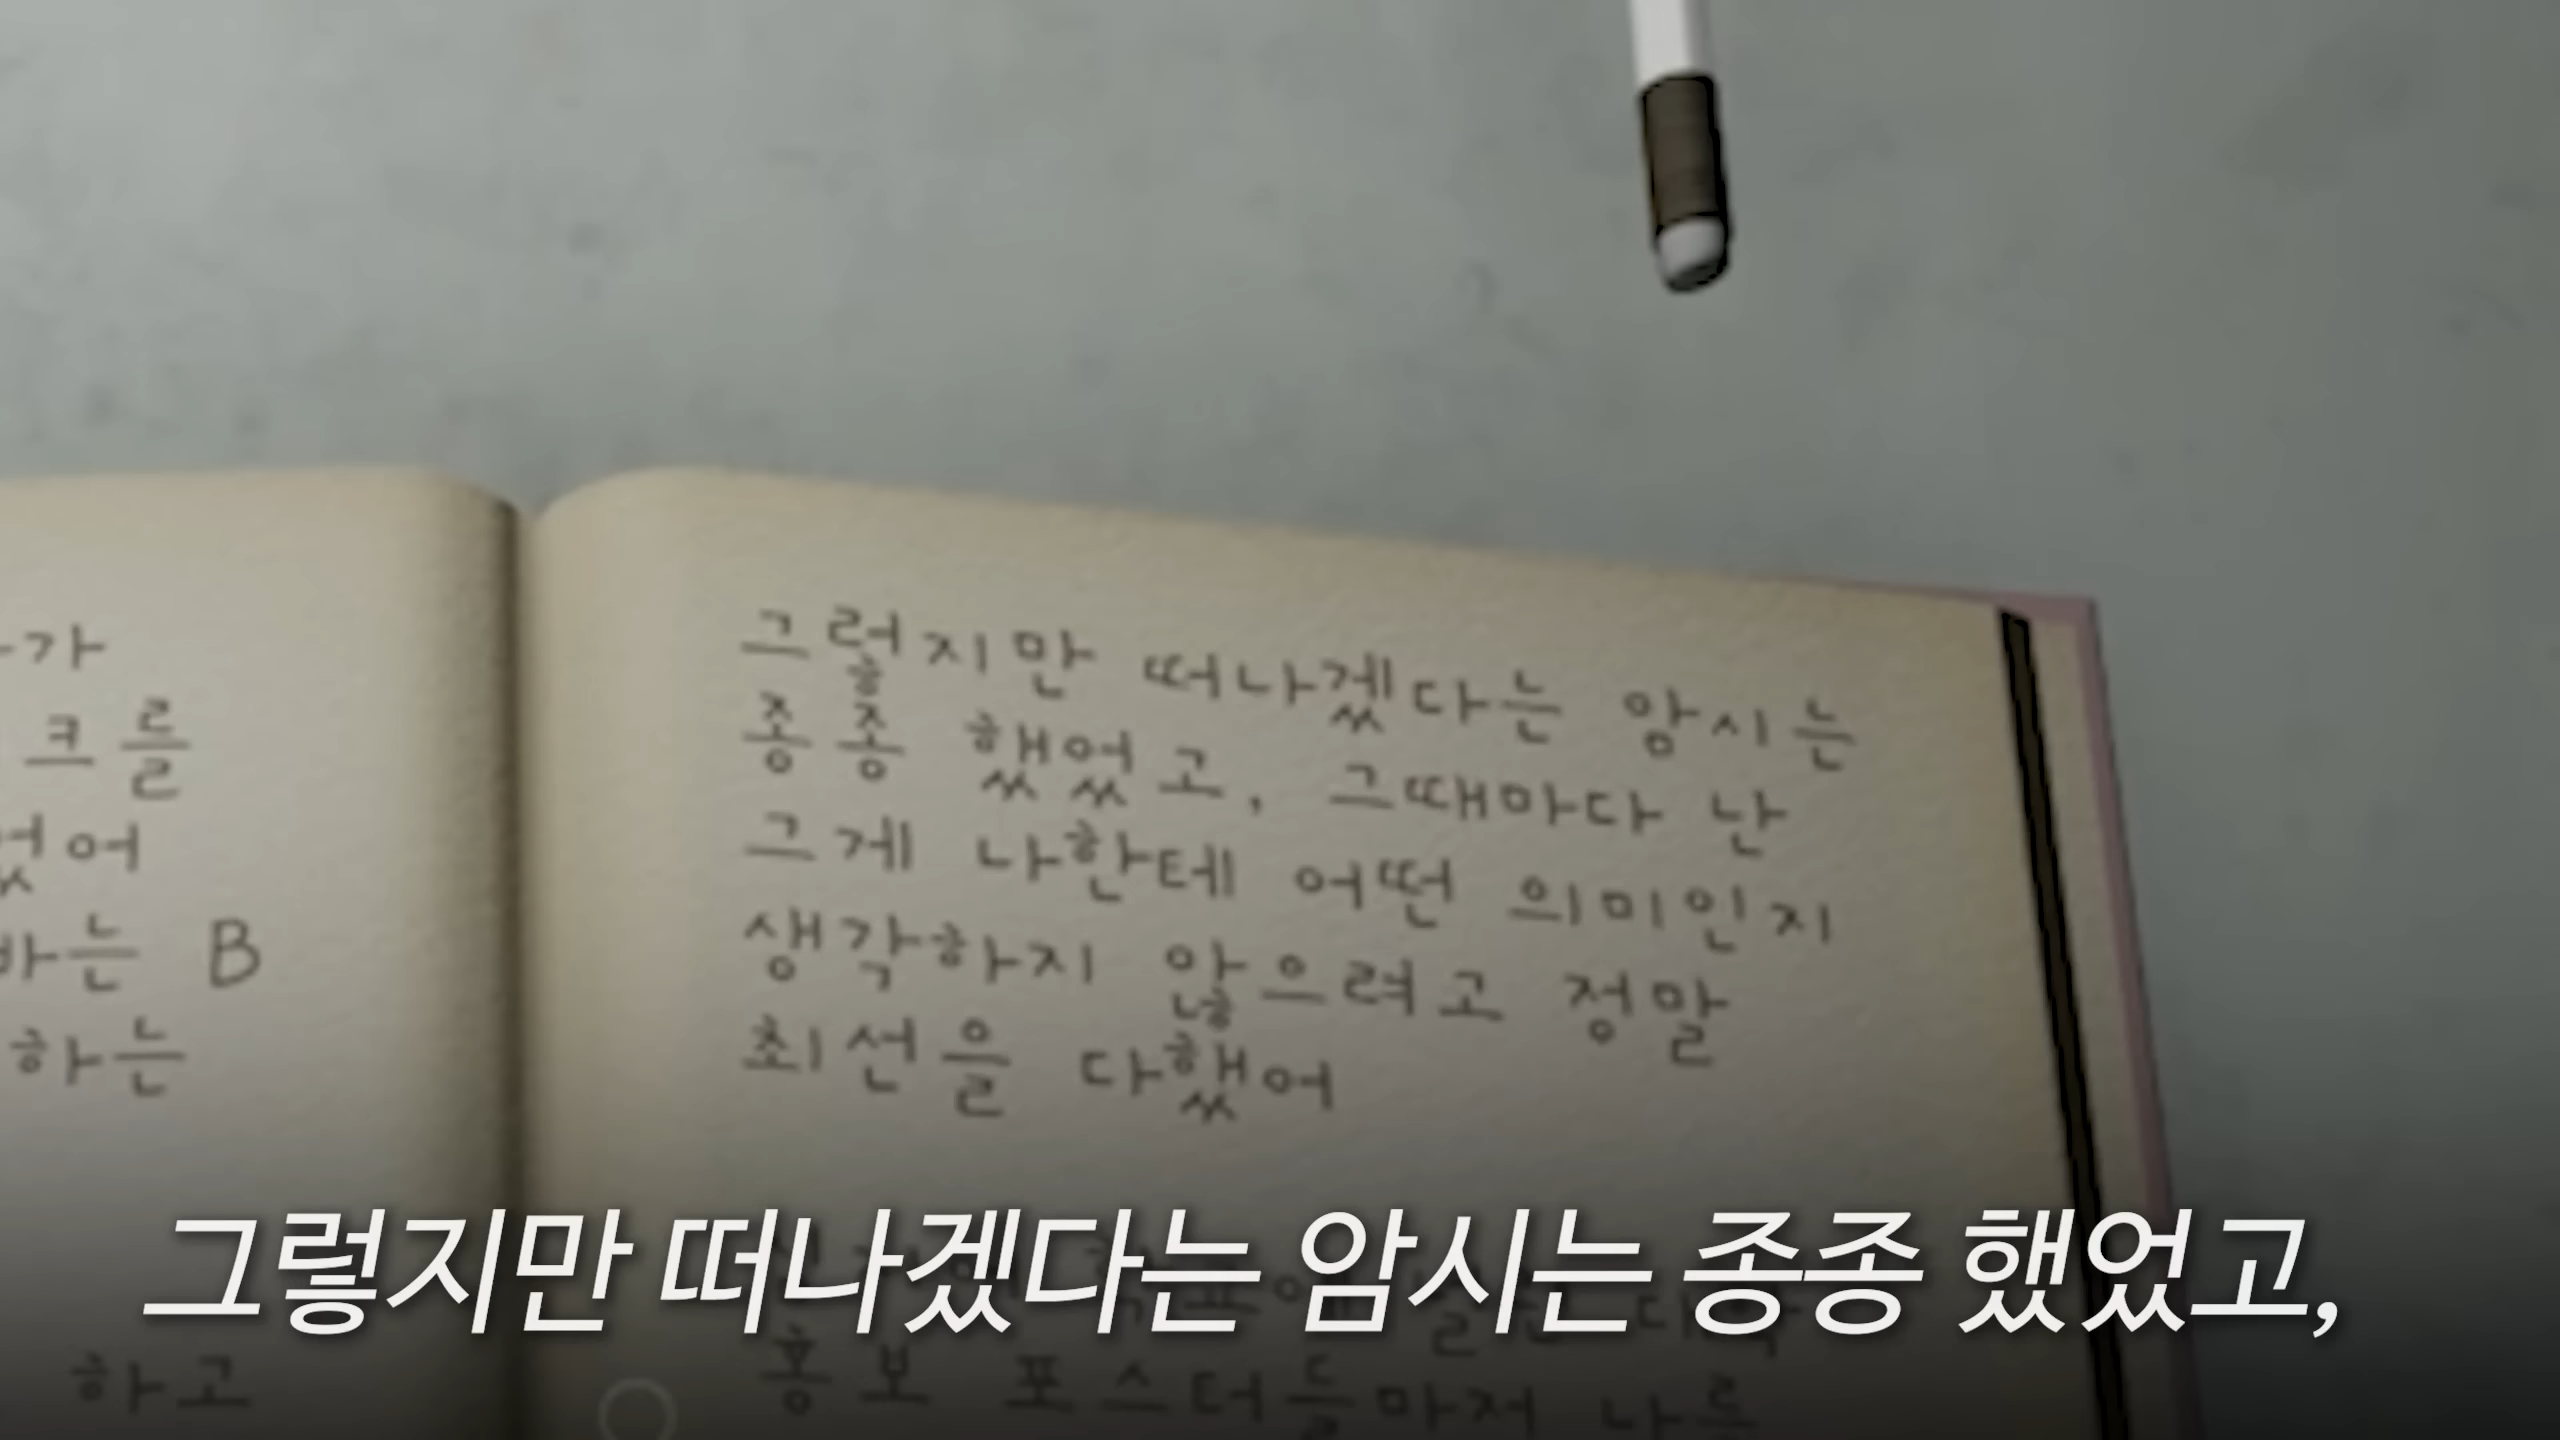 가
크를
어
바는 B
하는
하고
그렇지만 떠나겠다는 암시는
종종 했었고, 그때마다 난
그게 나한테 어떤 의미인지
생각하지 않으려고 정말
최선을 다했어
홍보 포스터들마저 나를
그렇지만 떠나겠다는 암시는 종종 했었고,